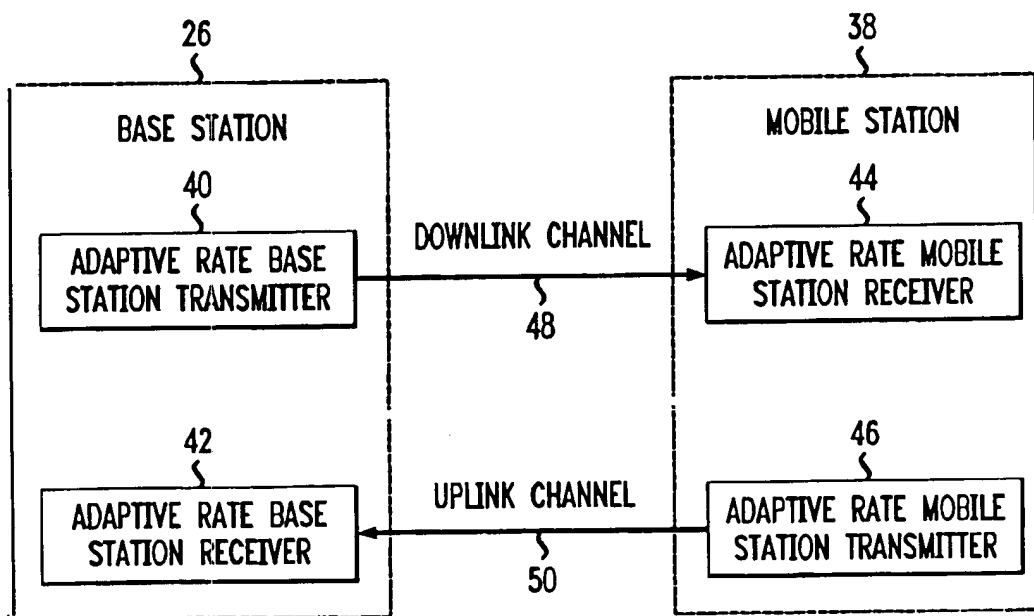 26
38
BASE STATION
MOBILE STATION
40
44
ADAPTIVE RATE BASE
STATION TRANSMITTER
DOWNLINK CHANNEL
48
ADAPTIVE RATE MOBILE
STATION RECEIVER
42
46
ADAPTIVE RATE BASE
STATION RECEIVER
UPLINK CHANNEL
50
ADAPTIVE RATE MOBILE
STATION TRANSMITTER